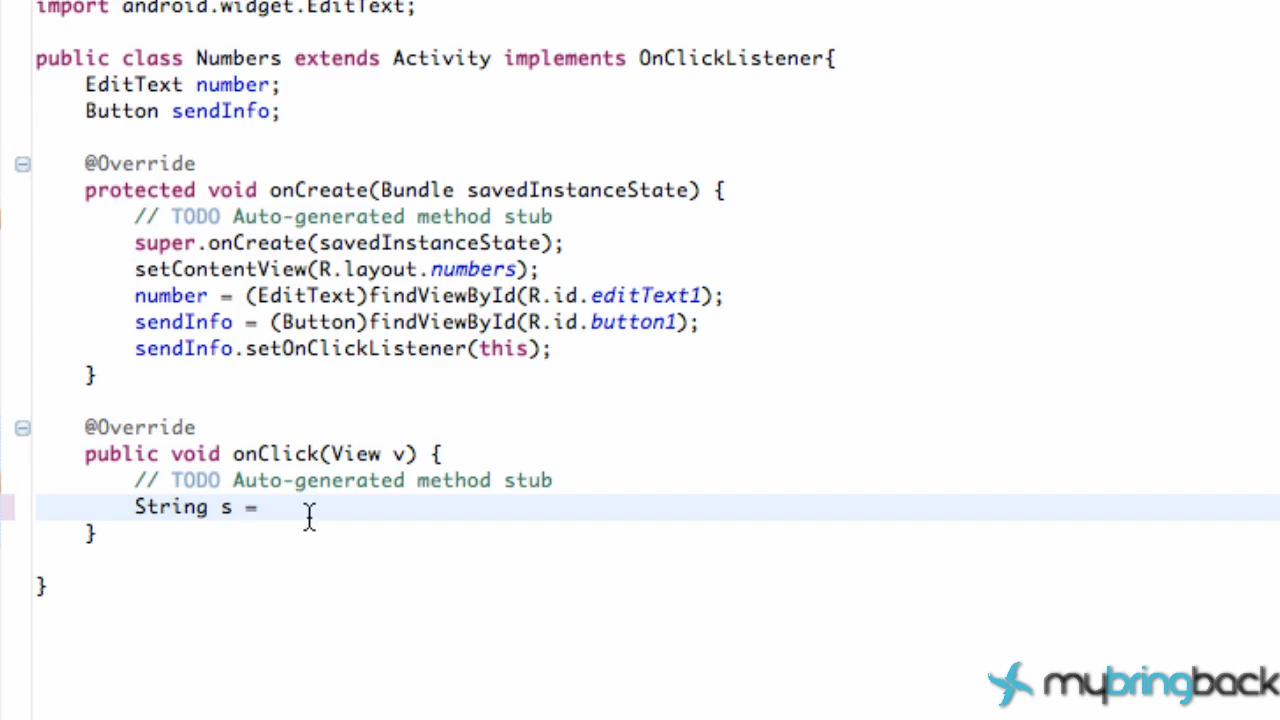 import android.widget.EditText;
public class Numbers extends Activity implements OnClickListener{
EditText number;
Button sendInfo;
@Override
protected void onCreate(Bundle savedInstanceState) {
// TODO Auto-generated method stub
super.onCreate(savedInstanceState);
setContentView(R.layout.numbers);
number = (EditText)findViewById(R.id.editText1);
sendInfo = (Button)findViewById(R.id.button1);
sendInfo.setOnClickListener(this);
}
@Override
public void onClick(View v) {
// TODO Auto-generated method stub
String s =
}
}
mybringback